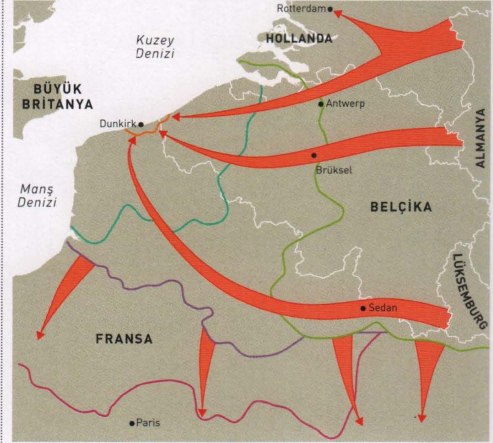 Rotterdam
Kuzey
Denizi
HOLLANDA
BÜYÜK
BRİTANYA
Antwerp
Dunkirk
ALMANYA
Brüksel
Manş
Denizi
BELÇİKA
LÜKSEMBURG
Sedan
FRANSA
Paris